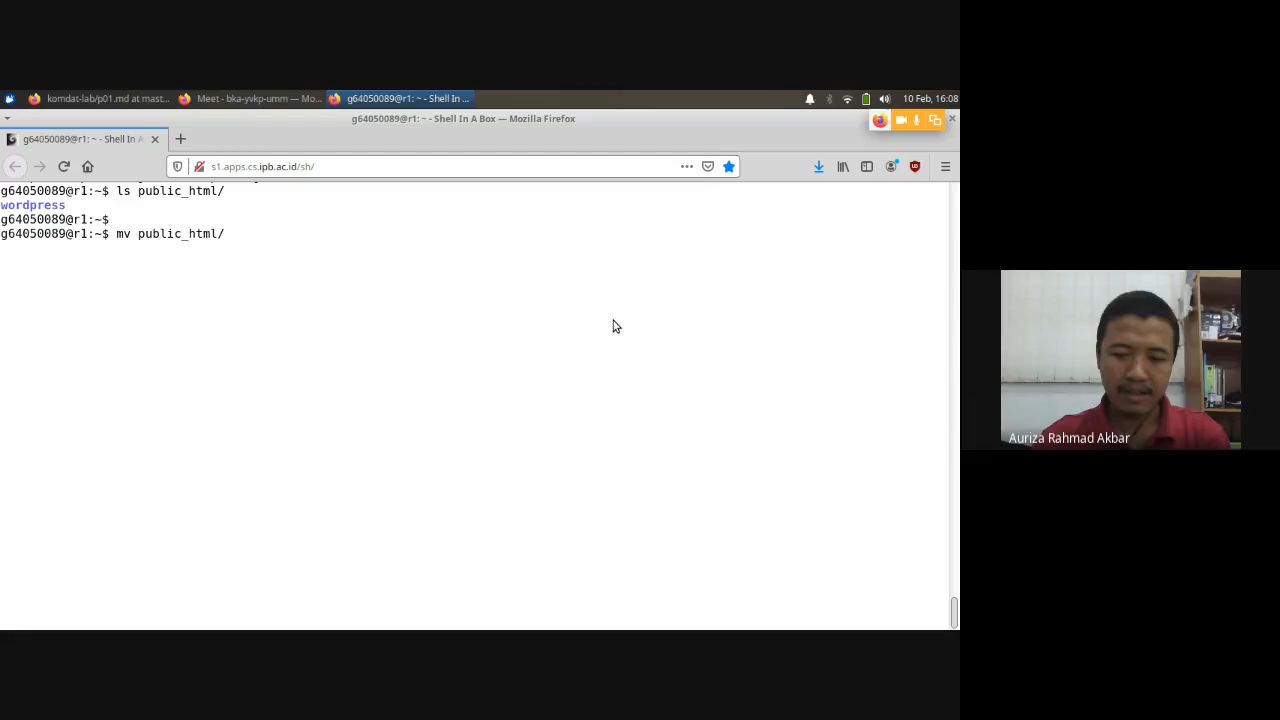 komdat-lab/p01.md at mast...
Meet - bka-yvkp-umm — Mo...
g64050089@r1: ~ - Shell In ...
10 Feb, 16:08
g64050089@r1: ~ - Shell In A Box — Mozilla Firefox
g64050089@r1: ~ - Shell In A
s1.apps.cs.ipb.ac.id/sh/
g64050089@r1:~$ ls public_html/
wordpress
g64050089@r1:~$
g64050089@r1:~$ mv public_html/
Auriza Rahmad Akbar